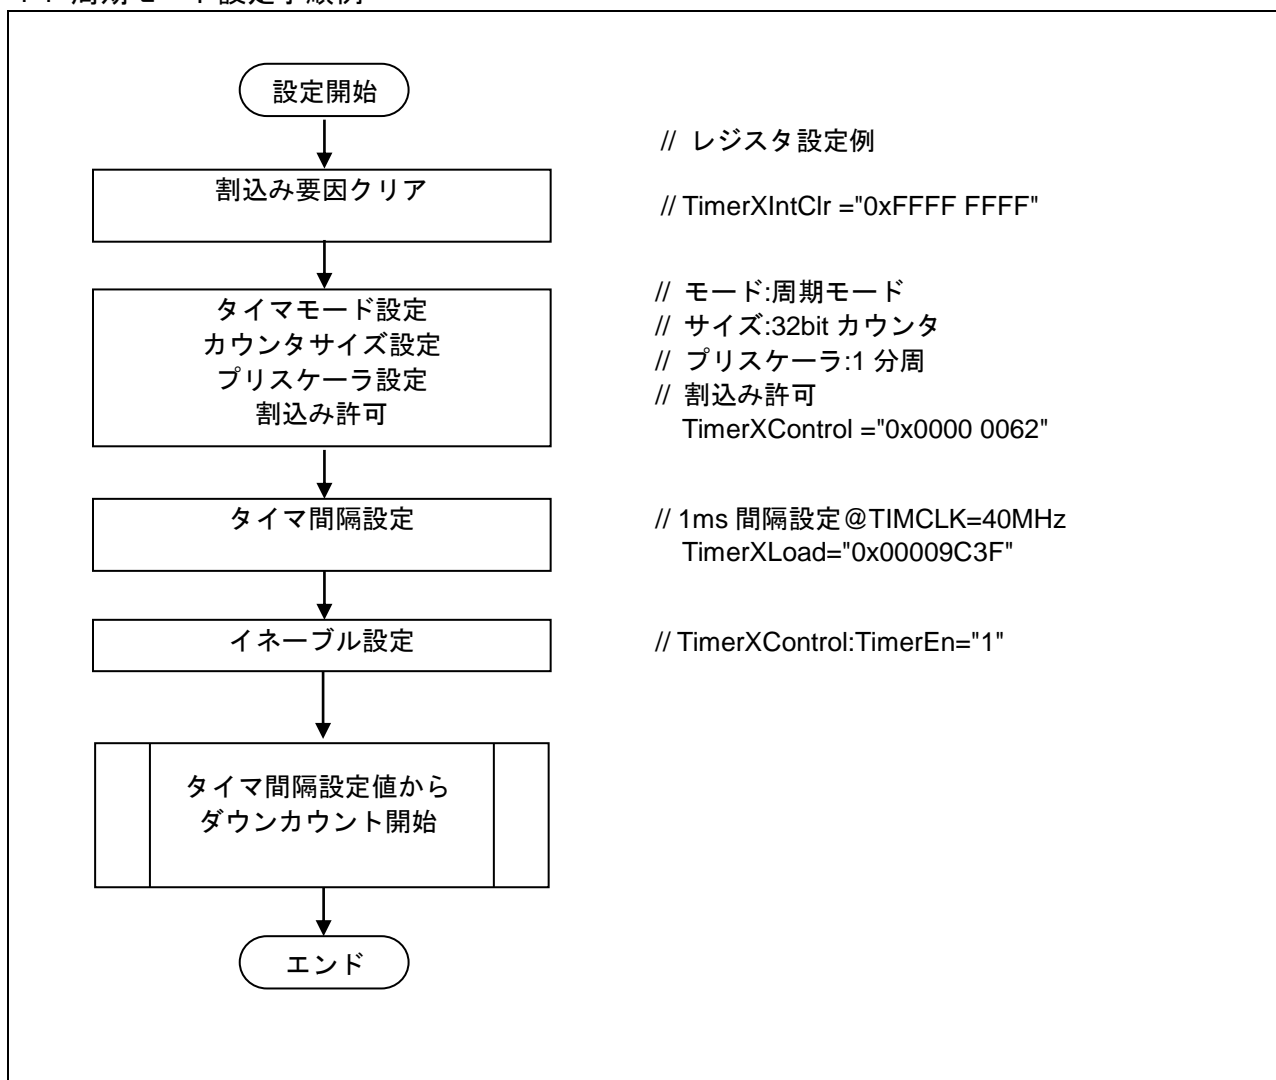 設定開始
// レジスタ設定例
割込み要因クリア
// TimerXIntClr ="0xFFFF FFFF"
タイマモード設定
カウンタサイズ設定
プリスケーラ設定
割込み許可
// モード:周期モード
// サイズ:32bit カウンタ
// プリスケーラ:1 分周
// 割込み許可
TimerXControl ="0x0000 0062"
タイマ間隔設定
// 1ms 間隔設定@TIMCLK=40MHz
TimerXLoad="0x00009C3F"
イネーブル設定
// TimerXControl:TimerEn="1"
タイマ間隔設定値から
ダウンカウント開始
エンド